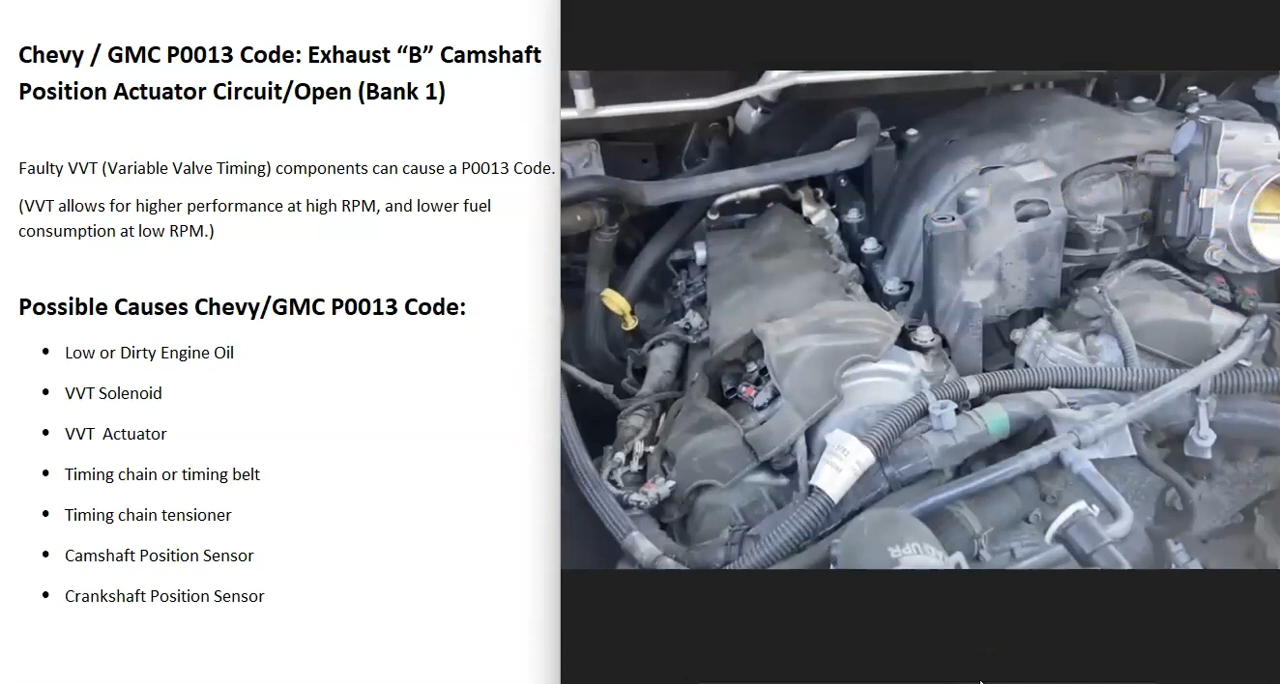 Chevy / GMC P0013 Code: Exhaust “B” Camshaft
Position Actuator Circuit/Open (Bank 1)
Faulty VVT (Variable Valve Timing) components can cause a P0013 Code.
(VVT allows for higher performance at high RPM, and lower fuel
consumption at low RPM.)
Possible Causes Chevy/GMC P0013 Code:
• Low or Dirty Engine Oil
• VVT Solenoid
• VVT  Actuator
• Timing chain or timing belt
• Timing chain tensioner
• Camshaft Position Sensor
• Crankshaft Position Sensor